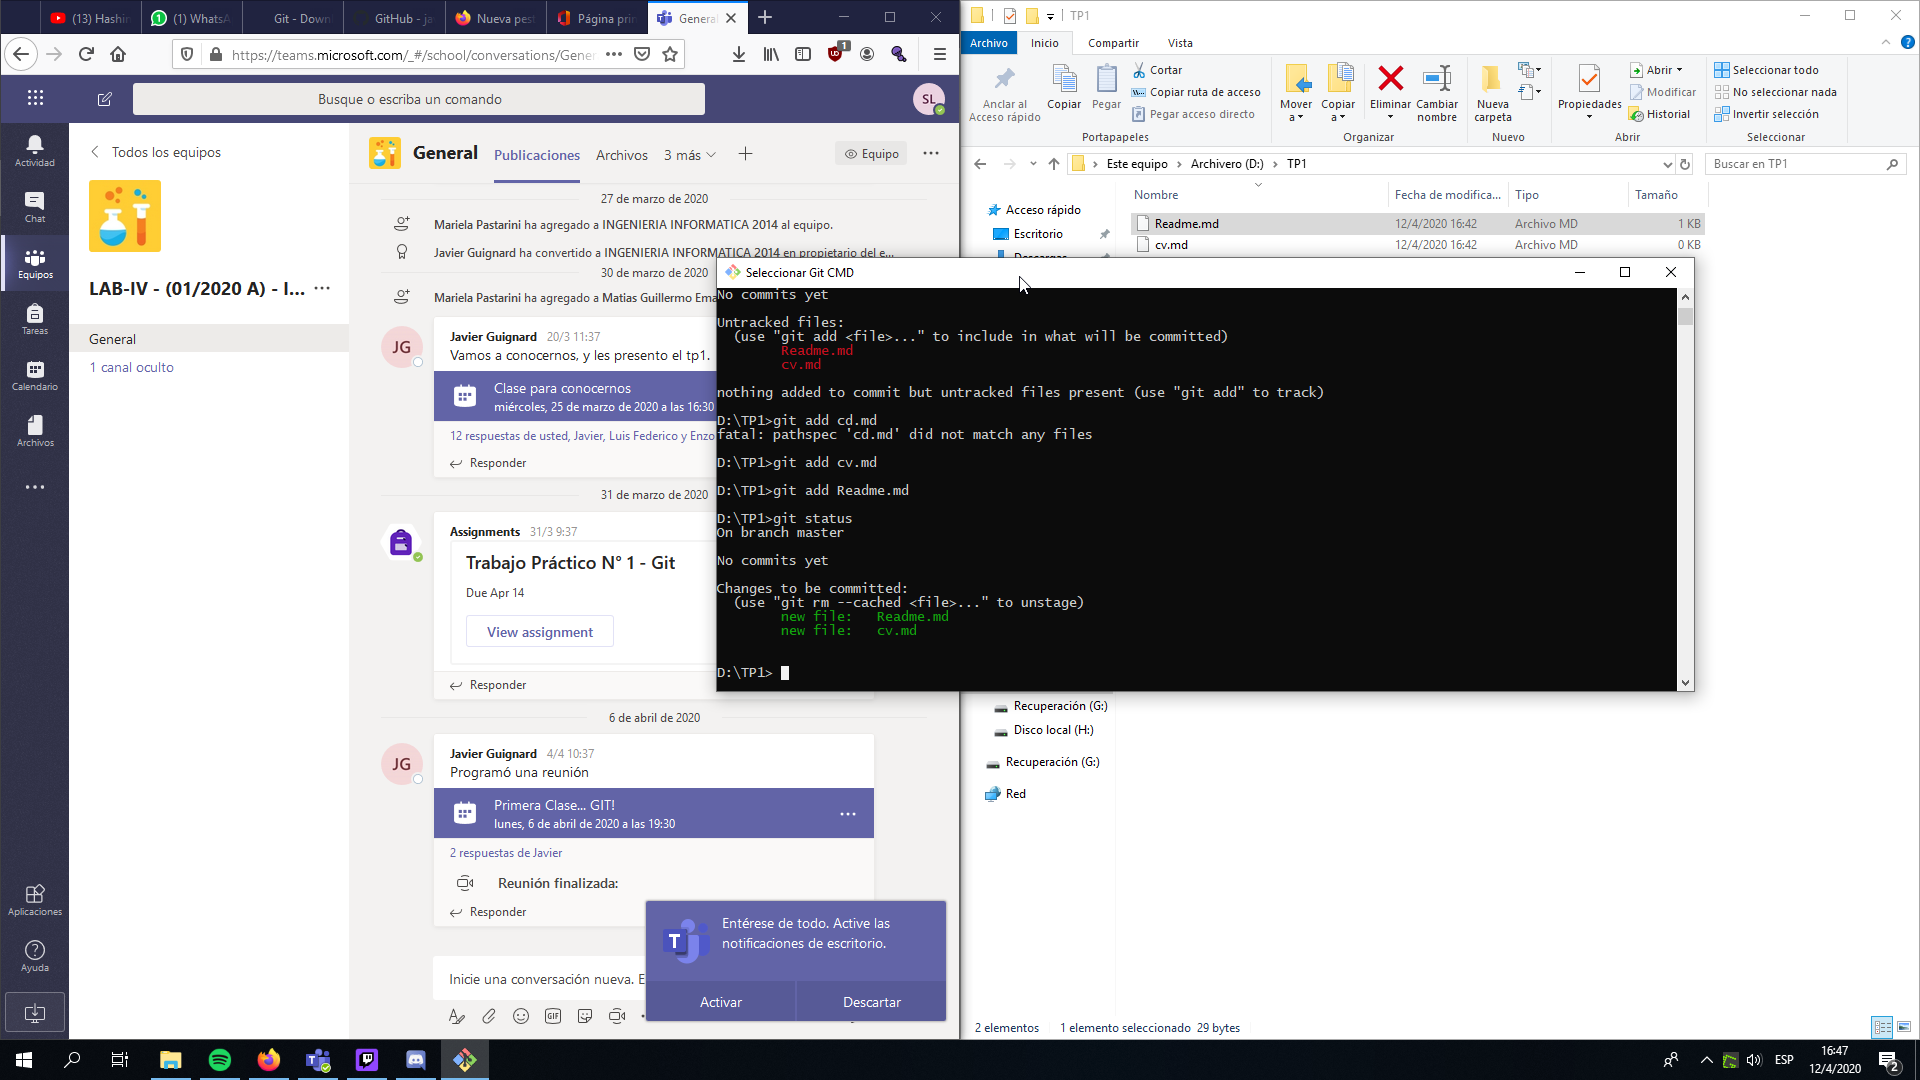 (13) Hashi
(1) WhatsA
Git - Down
GitHub - ja
Nueva pes
Página prin
General
https://teams.microsoft.com/_#/school/conversations/Gener
1
Busque o escriba un comando
SL
Actividad
Chat
Equipos
Tareas
Calendario
Archivos
Aplicaciones
Ayuda
Todos los equipos
LAB-IV - (01/2020 A) - I...
General
1 canal oculto
General
Publicaciones
Archivos
3 más
Equipo
27 de marzo de 2020
Mariela Pastarini ha agregado a INGENIERIA INFORMATICA 2014 al equipo.
Javier Guignard ha convertido a INGENIERIA INFORMATICA 2014 en propietario del e...
30 de marzo de 2020
Mariela Pastarini ha agregado a Matias Guillermo Ema
JG
Javier Guignard 20/3 11:37
Vamos a conocernos, y les presento el tp1.
Clase para conocernos
miércoles, 25 de marzo de 2020 a las 16:30
12 respuestas de usted, Javier, Luis Federico y Enzo
Responder
31 de marzo de 2020
Assignments 31/3 9:37
Trabajo Práctico N° 1 - Git
Due Apr 14
View assignment
Responder
6 de abril de 2020
JG
Javier Guignard 4/4 10:37
Programó una reunión
Primera Clase... GIT!
lunes, 6 de abril de 2020 a las 19:30
2 respuestas de Javier
Reunión finalizada:
Responder
Inicie una conversación nueva. E
GIF
T
Entérese de todo. Active las
notificaciones de escritorio.
Activar
Descartar
TP1
Archivo
Inicio
Compartir
Vista
Anclar al
Acceso rápido
Copiar
Pegar
Cortar
Copiar ruta de acceso
Pegar acceso directo
Portapapeles
Mover
a
Copiar
a
Eliminar
Cambiar
nombre
Organizar
Nueva
carpeta
Nuevo
Propiedades
Abrir
Modificar
Historial
Abrir
Seleccionar todo
No seleccionar nada
Invertir selección
Seleccionar
Este equipo
Archivero (D:)
TP1
Buscar en TP1
Nombre
Fecha de modifica...
Tipo
Tamaño
Acceso rápido
Escritorio
Readme.md 12/4/2020 16:42 Archivo MD 1 KB
cv.md 12/4/2020 16:42 Archivo MD 0 KB
Seleccionar Git CMD
No commits yet
Untracked files:
(use "git add <file>..." to include in what will be committed)
Readme.md
cv.md
nothing added to commit but untracked files present (use "git add" to track)
D:\TP1>git add cd.md
fatal: pathspec 'cd.md' did not match any files
D:\TP1>git add cv.md
D:\TP1>git add Readme.md
D:\TP1>git status
On branch master
No commits yet
Changes to be committed:
(use "git rm --cached <file>..." to unstage)
new file:   Readme.md
new file:   cv.md
D:\TP1>
Recuperación (G:)
Disco local (H:)
Recuperación (G:)
Red
2 elementos
1 elemento seleccionado 29 bytes
ESP
16:47
12/4/2020
2